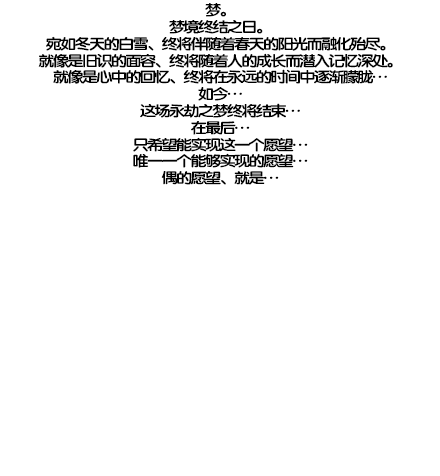 梦。
梦境终结之日。
宛如冬天的白雪、终将伴随着春天的阳光而融化殆尽。
就像是旧识的面容、终将随着人的成长而潜入记忆深处。
就像是心中的回忆、终将在永远的时间中逐渐朦胧…
如今…
这场永劫之梦终将结束…
在最后…
只希望能实现这一个愿望…
唯一一个能够实现的愿望…
偶的愿望、就是…